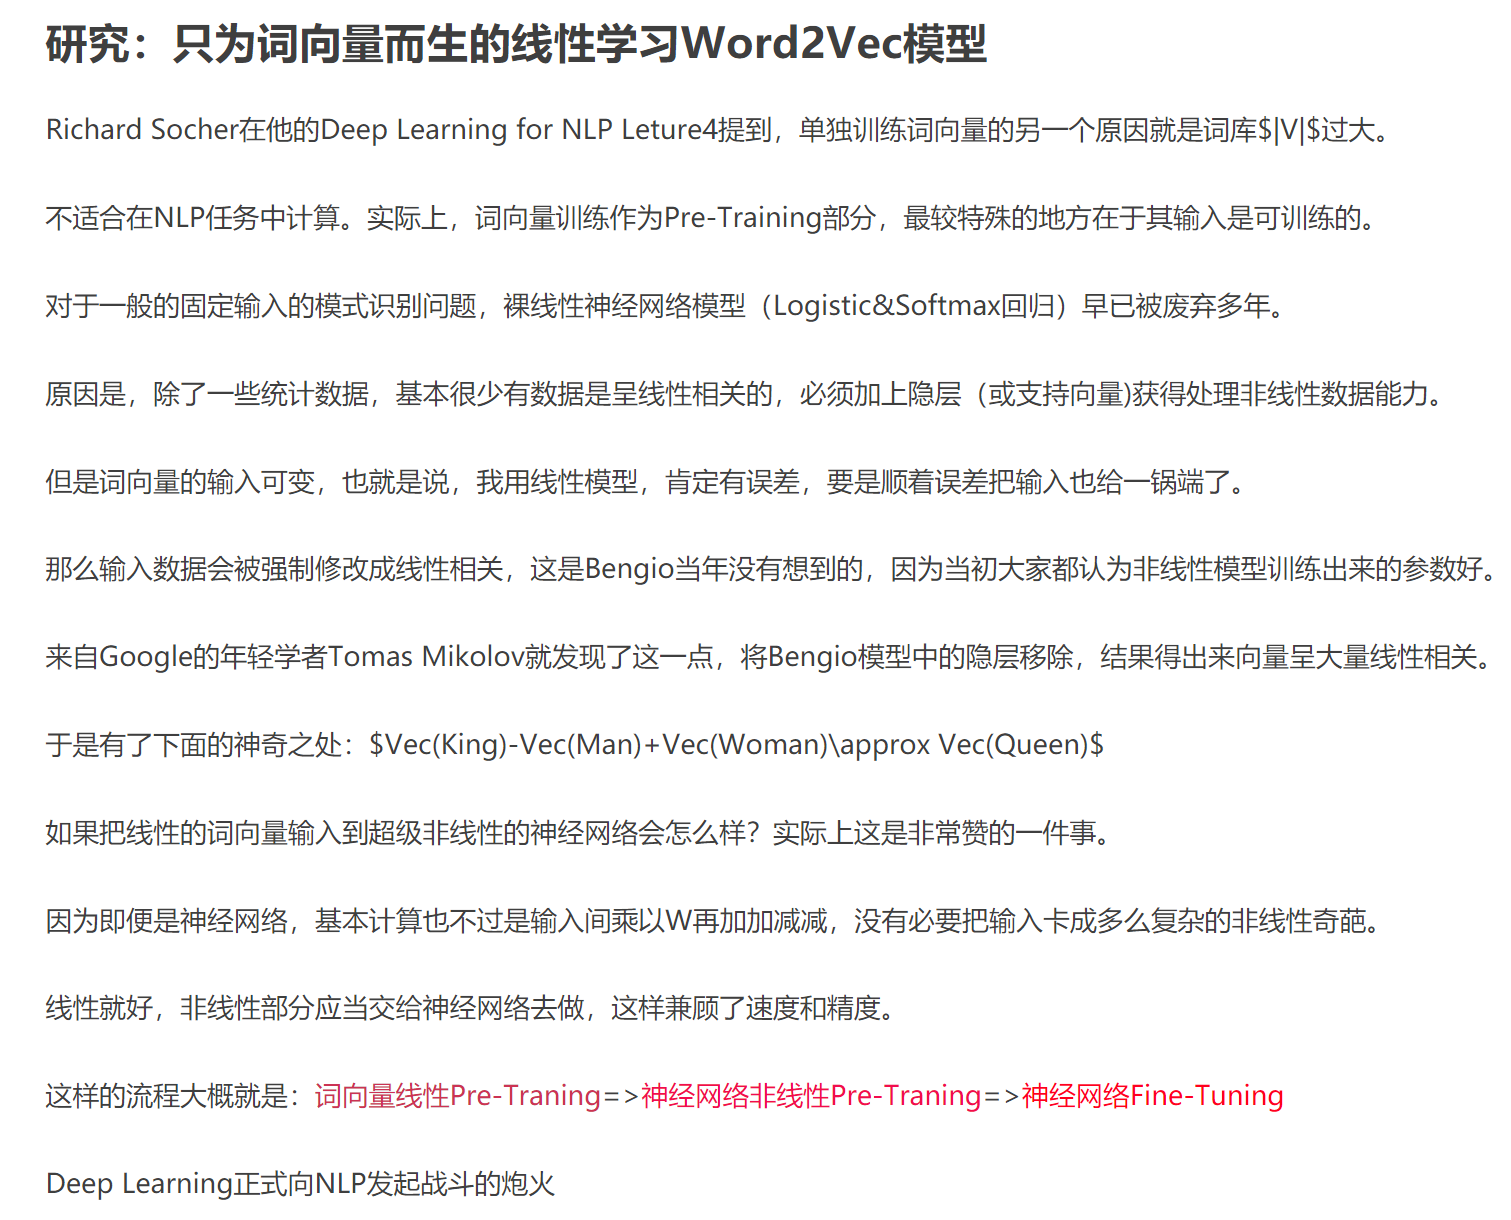 研究：只为词向量而生的线性学习Word2Vec模型
Richard Socher在他的Deep Learning for NLP Leture4提到，单独训练词向量的另一个原因就是词库$|V|$过大。
不适合在NLP任务中计算。实际上，词向量训练作为Pre-Training部分，最较特殊的地方在于其输入是可训练的。
对于一般的固定输入的模式识别问题，裸线性神经网络模型（Logistic&Softmax回归）早已被废弃多年。
原因是，除了一些统计数据，基本很少有数据是呈线性相关的，必须加上隐层（或支持向量)获得处理非线性数据能力。
但是词向量的输入可变，也就是说，我用线性模型，肯定有误差，要是顺着误差把输入也给一锅端了。
那么输入数据会被强制修改成线性相关，这是Bengio当年没有想到的，因为当初大家都认为非线性模型训练出来的参数好。
来自Google的年轻学者Tomas Mikolov就发现了这一点，将Bengio模型中的隐层移除，结果得出来向量呈大量线性相关。
于是有了下面的神奇之处：$Vec(King)-Vec(Man)+Vec(Woman)\approx Vec(Queen)$
如果把线性的词向量输入到超级非线性的神经网络会怎么样？实际上这是非常赞的一件事。
因为即便是神经网络，基本计算也不过是输入间乘以W再加加减减，没有必要把输入卡成多么复杂的非线性奇葩。
线性就好，非线性部分应当交给神经网络去做，这样兼顾了速度和精度。
这样的流程大概就是：词向量线性Pre-Traning=>神经网络非线性Pre-Traning=>神经网络Fine-Tuning
Deep Learning正式向NLP发起战斗的炮火